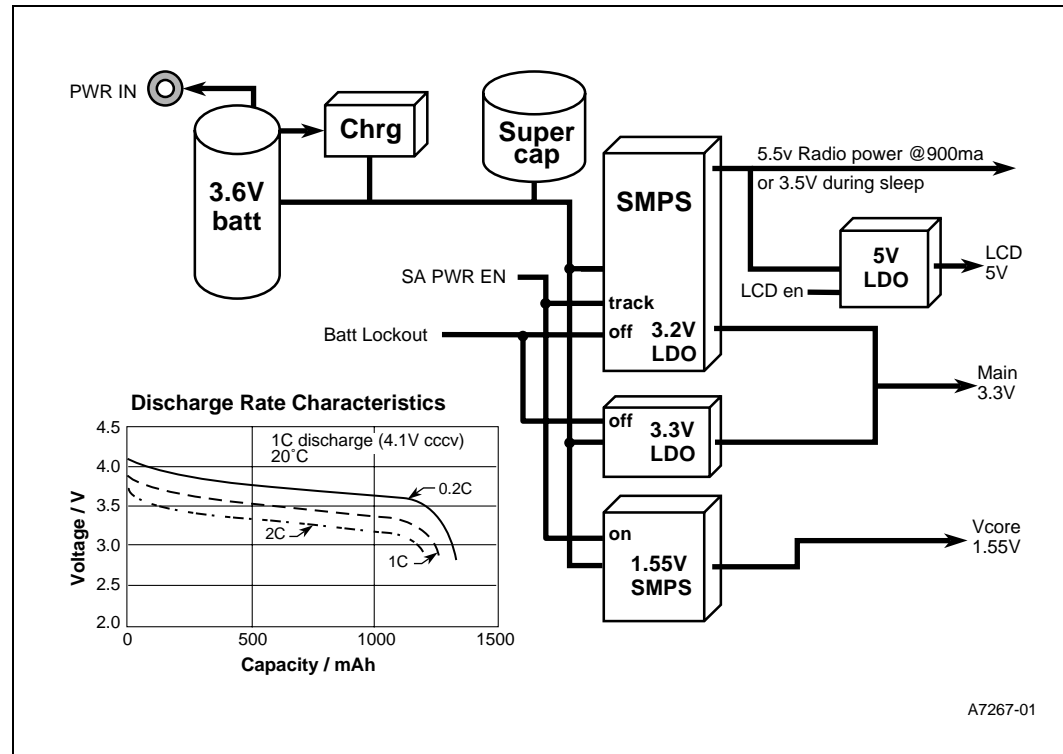 PWR IN
Chrg
Super
cap
3.6V
batt
SMPS
5.5v Radio power @900ma
or 3.5V during sleep
5V
LDO
LCD
5V
LCD en
SA PWR EN
track
Batt Lockout
off
3.2V
LDO
Main
3.3V
off
3.3V
LDO
on
1.55V
SMPS
Vcore
1.55V
Discharge Rate Characteristics
1C discharge (4.1V cccv)
20˚C
4.5
4.0
3.5
3.0
2.5
2.0
Voltage / V
0.2C
2C
1C
0
500
1000
1500
Capacity / mAh
A7267-01